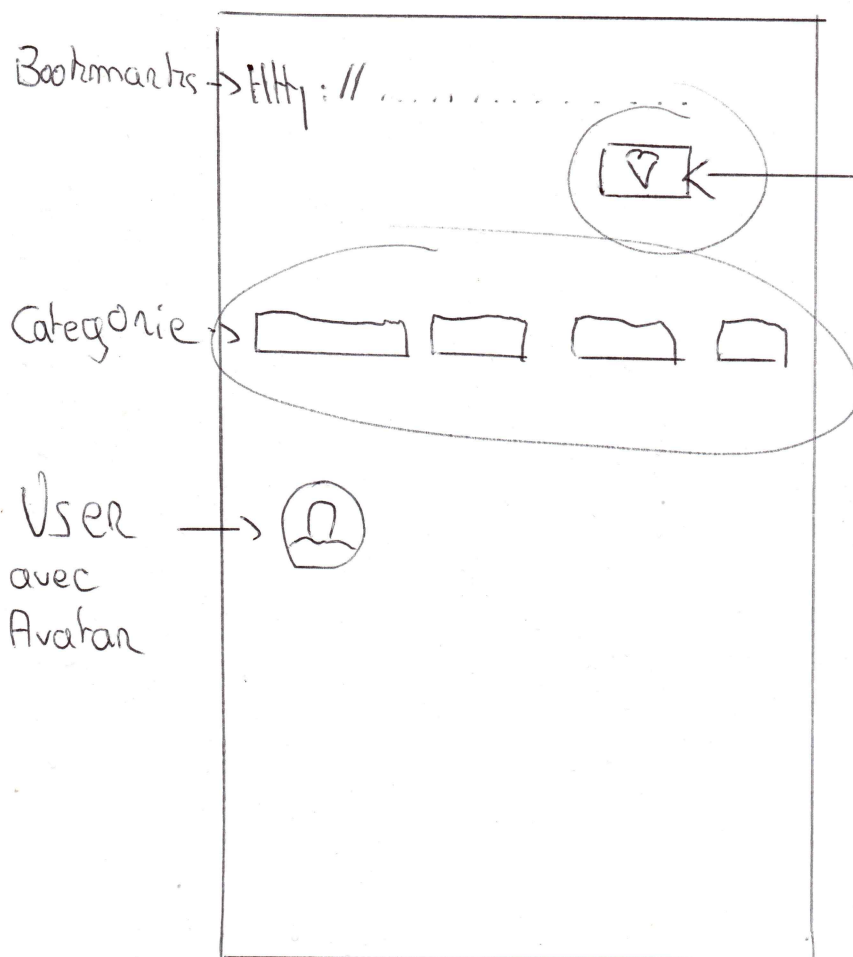 Bookmarks
Http://..............
Categorie
User
avec
Avatar